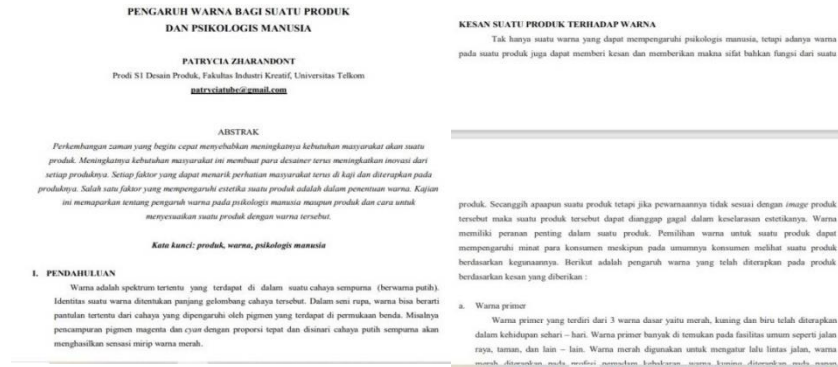 PENGARUH WARNA BAGI SUATU PRODUK
DAN PSIKOLOGIS MANUSIA
PATRYCIA ZHARANDONT
Prodi S1 Desain Produk, Fakultas Industri Kreatif, Universitas Telkom
patryciatube@gmail.com
ABSTRAK
Perkembangan zaman yang begitu cepat menyebabkan meningkatnya kebutuhan masyarakat akan suatu
produk. Meningkatnya kebutuhan masyarakat ini membuat para desainer terus meningkatkan inovasi dari
setiap produknya. Setiap faktor yang dapat menarik perhatian masyarakat terus di kaji dan diterapkan pada
produknya. Salah satu faktor yang mempengaruhi estetika suatu produk adalah dalam penentuan warna. Kajian
ini memaparkan tentang pengaruh warna pada psikologis manusia maupun produk dan cara untuk
menyesuaikan suatu produk dengan warna tersebut.
Kata kunci: produk, warna, psikologis manusia
I. PENDAHULUAN
Warna adalah spektrum tertentu yang terdapat di dalam suatu cahaya sempurna (berwarna putih).
Identitas suatu warna ditentukan panjang gelombang cahaya tersebut. Dalam seni rupa, warna bisa berarti
pantulan tertentu dari cahaya yang dipengaruhi oleh pigmen yang terdapat di permukaan benda. Misalnya
pencampuran pigmen magenta dan cyan dengan proporsi tepat dan disinari cahaya putih sempurna akan
menghasilkan sensasi mirip warna merah.
KESAN SUATU PRODUK TERHADAP WARNA
Tak hanya suatu warna yang dapat mempengaruhi psikologis manusia, tetapi adanya warna
pada suatu produk juga dapat memberi kesan dan memberikan makna sifat bahkan fungsi dari suatu
produk. Secanggih apaapun suatu produk tetapi jika pewarnaannya tidak sesuai dengan image produk
tersebut maka suatu produk tersebut dapat dianggap gagal dalam keselarasan estetikanya. Warna
memiliki peranan penting dalam suatu produk. Pemilihan warna untuk suatu produk dapat
mempengaruhi minat para konsumen meskipun pada umumnya konsumen melihat suatu produk
berdasarkan kegunaannya. Berikut adalah pengaruh warna yang telah diterapkan pada produk
berdasarkan kesan yang diberikan :
a. Warna primer
Warna primer yang terdiri dari 3 warna dasar yaitu merah, kuning dan biru telah diterapkan
dalam kehidupan sehari – hari. Warna primer banyak di temukan pada fasilitas umum seperti jalan
raya, taman, dan lain – lain. Warna merah digunakan untuk mengatur lalu lintas jalan, warna
merah diterapkan pada profesi pemadam kebakaran, warna kuning diterapkan pada papan